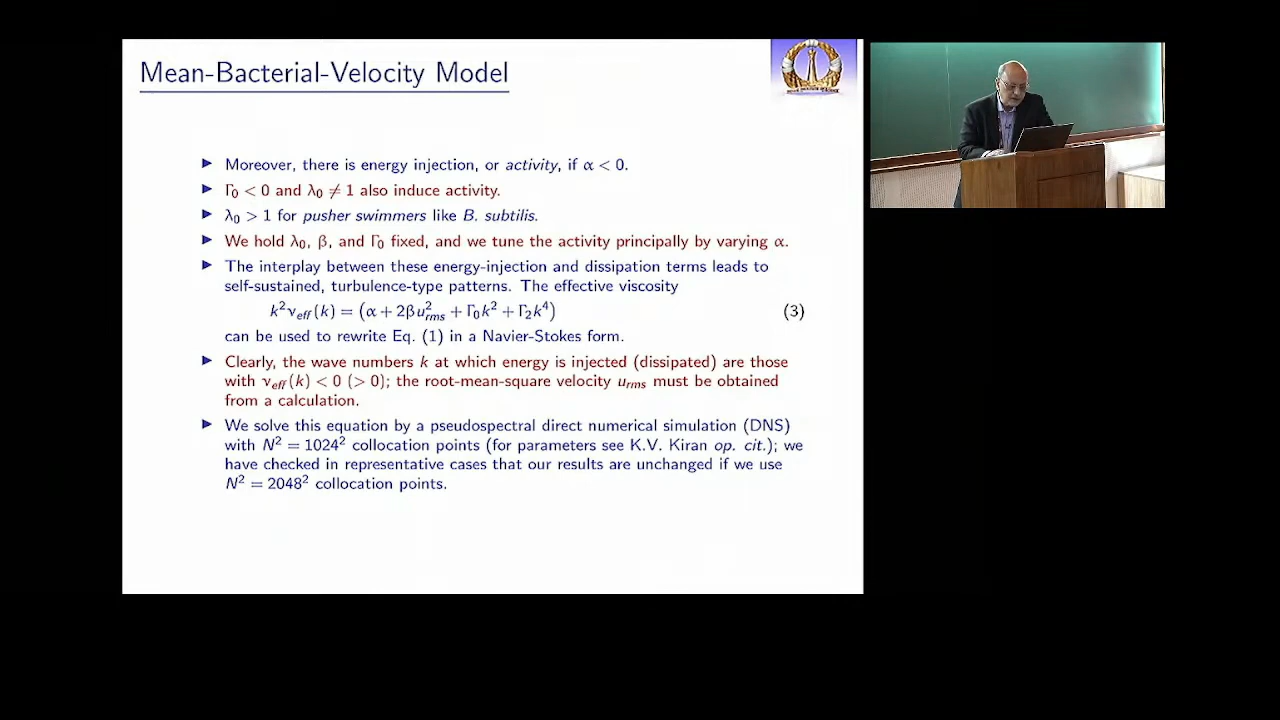 Mean-Bacterial-Velocity Model
▶ Moreover, there is energy injection, or activity, if α < 0.
▶ Γ₀ < 0 and λ₀ ≠ 1 also induce activity.
▶ λ₀ > 1 for pusher swimmers like B. subtilis.
▶ We hold λ₀, β, and Γ₀ fixed, and we tune the activity principally by varying α.
▶ The interplay between these energy-injection and dissipation terms leads to
self-sustained, turbulence-type patterns. The effective viscosity
k²ν_eff(k) = (α + 2βu²_rms + Γ₀k² + Γ₂k⁴) (3)
can be used to rewrite Eq. (1) in a Navier-Stokes form.
▶ Clearly, the wave numbers k at which energy is injected (dissipated) are those
with ν_eff(k) < 0 (> 0); the root-mean-square velocity u_rms must be obtained
from a calculation.
▶ We solve this equation by a pseudospectral direct numerical simulation (DNS)
with N² = 1024² collocation points (for parameters see K.V. Kiran op. cit.); we
have checked in representative cases that our results are unchanged if we use
N² = 2048² collocation points.